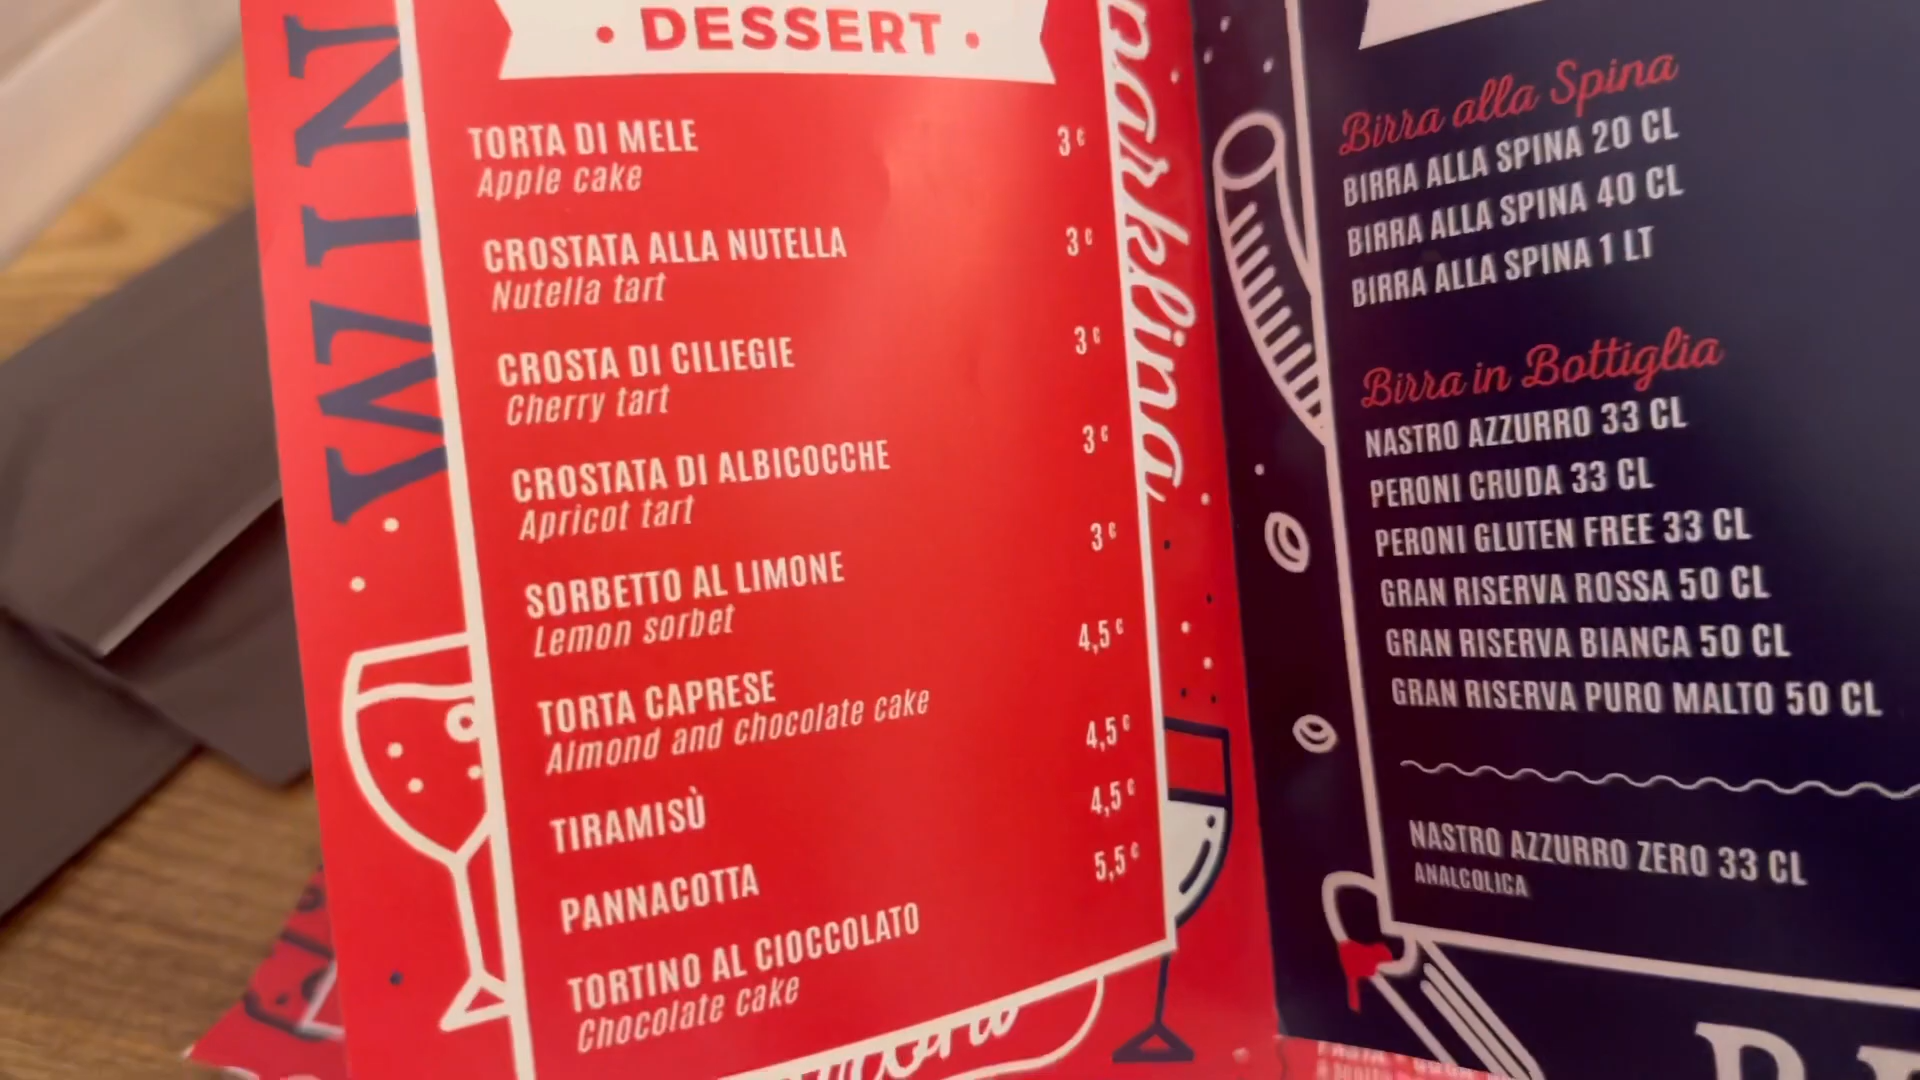 WIN
• DESSERT •
TORTA DI MELE 3 €
Apple cake
CROSTATA ALLA NUTELLA 3 €
Nutella tart
CROSTA DI CILIEGIE 3 €
Cherry tart
CROSTATA DI ALBICOCCHE 3 €
Apricot tart
SORBETTO AL LIMONE 3 €
Lemon sorbet
TORTA CAPRESE 4,5 €
Almond and chocolate cake
TIRAMISÙ 4,5 €
PANNACOTTA 4,5 €
TORTINO AL CIOCCOLATO 5,5 €
Chocolate cake
parkling
Birra alla Spina
BIRRA ALLA SPINA 20 CL
BIRRA ALLA SPINA 40 CL
BIRRA ALLA SPINA 1 LT
Birra in Bottiglia
NASTRO AZZURRO 33 CL
PERONI CRUDA 33 CL
PERONI GLUTEN FREE 33 CL
GRAN RISERVA ROSSA 50 CL
GRAN RISERVA BIANCA 50 CL
GRAN RISERVA PURO MALTO 50 CL
NASTRO AZZURRO ZERO 33 CL
ANALCOLICA